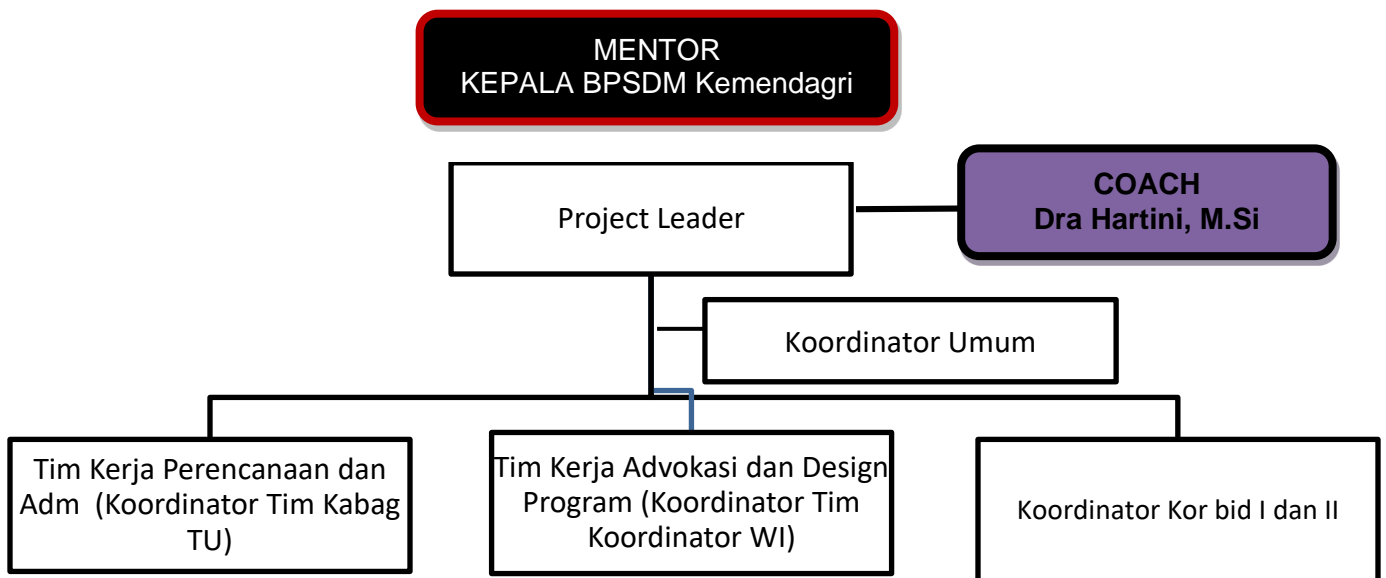 MENTOR
KEPALA BPSDM Kemendagri
COACH
Dra Hartini, M.Si
Project Leader
Koordinator Umum
Tim Kerja Perencanaan dan
Adm (Koordinator Tim Kabag
TU)
Tim Kerja Advokasi dan Design
Program (Koordinator Tim
Koordinator WI)
Koordinator Kor bid I dan II